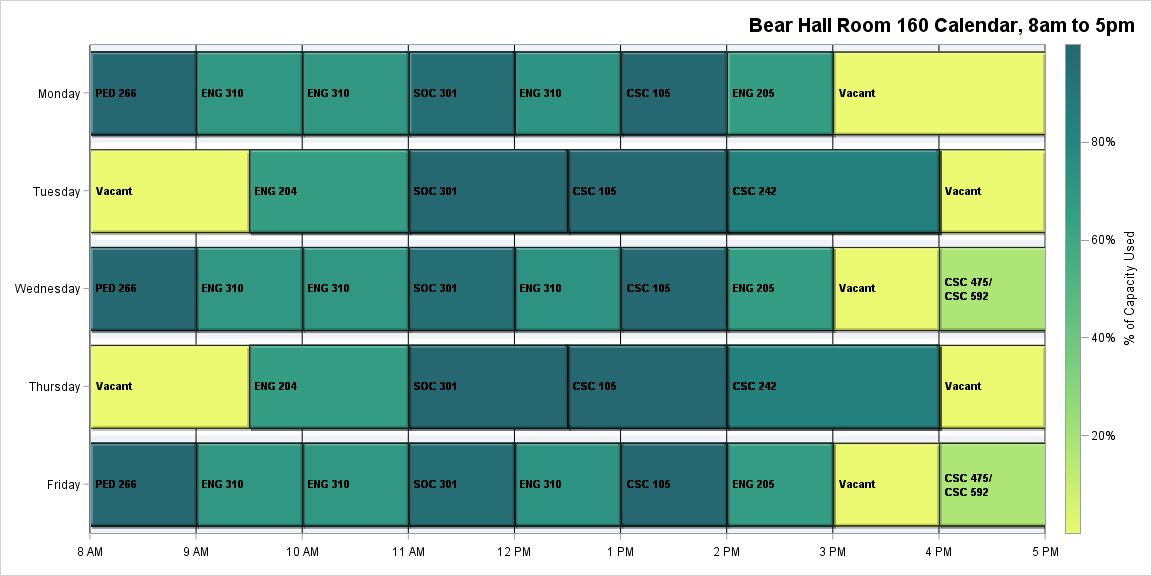 Bear Hall Room 160 Calendar, 8am to 5pm
Monday
PED 266
ENG 310
ENG 310
SOC 301
ENG 310
CSC 105
ENG 205
Vacant
Tuesday
Vacant
ENG 204
SOC 301
CSC 105
CSC 242
Vacant
Wednesday
PED 266
ENG 310
ENG 310
SOC 301
ENG 310
CSC 105
ENG 205
Vacant
CSC 475/
CSC 592
Thursday
Vacant
ENG 204
SOC 301
CSC 105
CSC 242
Vacant
Friday
PED 266
ENG 310
ENG 310
SOC 301
ENG 310
CSC 105
ENG 205
Vacant
CSC 475/
CSC 592
8 AM
9 AM
10 AM
11 AM
12 PM
1 PM
2 PM
3 PM
4 PM
5 PM
80%
60%
40%
20%
% of Capacity Used